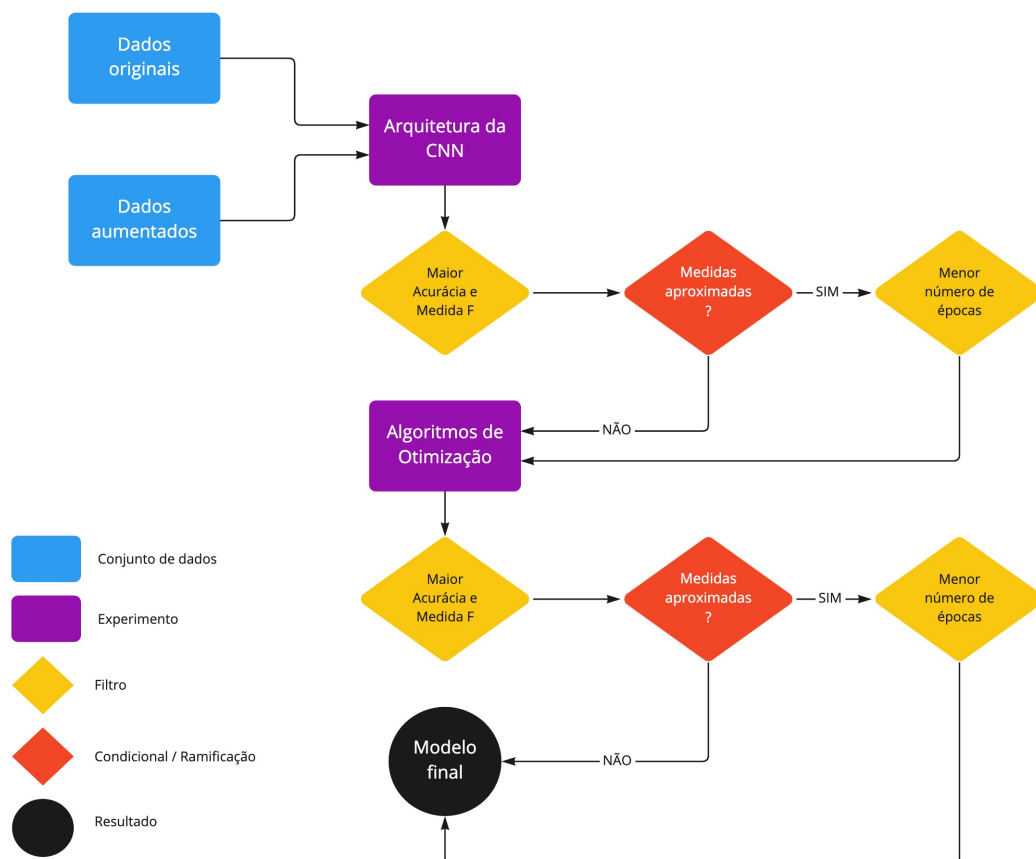 Dados
originais
Arquitetura da
CNN
Dados
aumentados
Maior
Acurácia e
Medida F
Medidas
aproximadas
?
SIM
Menor
número de
épocas
NÃO
Algoritmos de
Otimização
Conjunto de dados
Experimento
Filtro
Condicional / Ramificação
Resultado
Maior
Acurácia e
Medida F
Medidas
aproximadas
?
SIM
Menor
número de
épocas
NÃO
Modelo
final